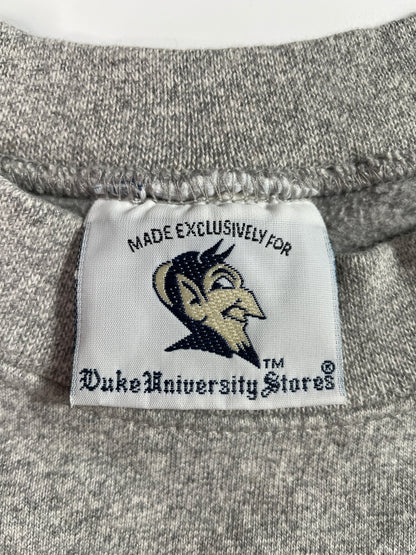 MADE EXCLUSIVELY FOR
TM
Duke University Stores®